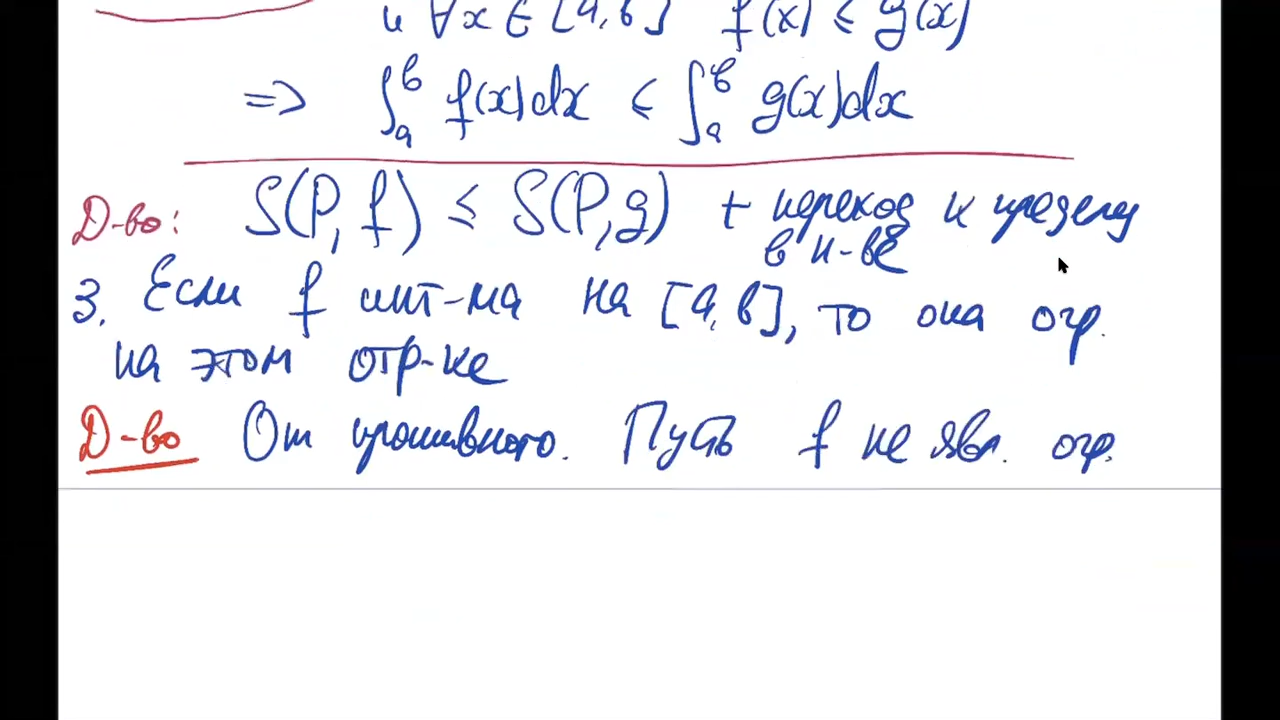 и ∀x ∈ [a, b] f(x) ≤ g(x)
=> ∫ₐᵇ f(x)dx ≤ ∫ₐᵇ g(x)dx
Д-во: S(P, f) ≤ S(P, g) + переход к пределу
в н-ве
3. Если f инт-ма на [a, b], то она огр.
на этом отр-ке
Д-во От противного. Пусть f не явл. огр.